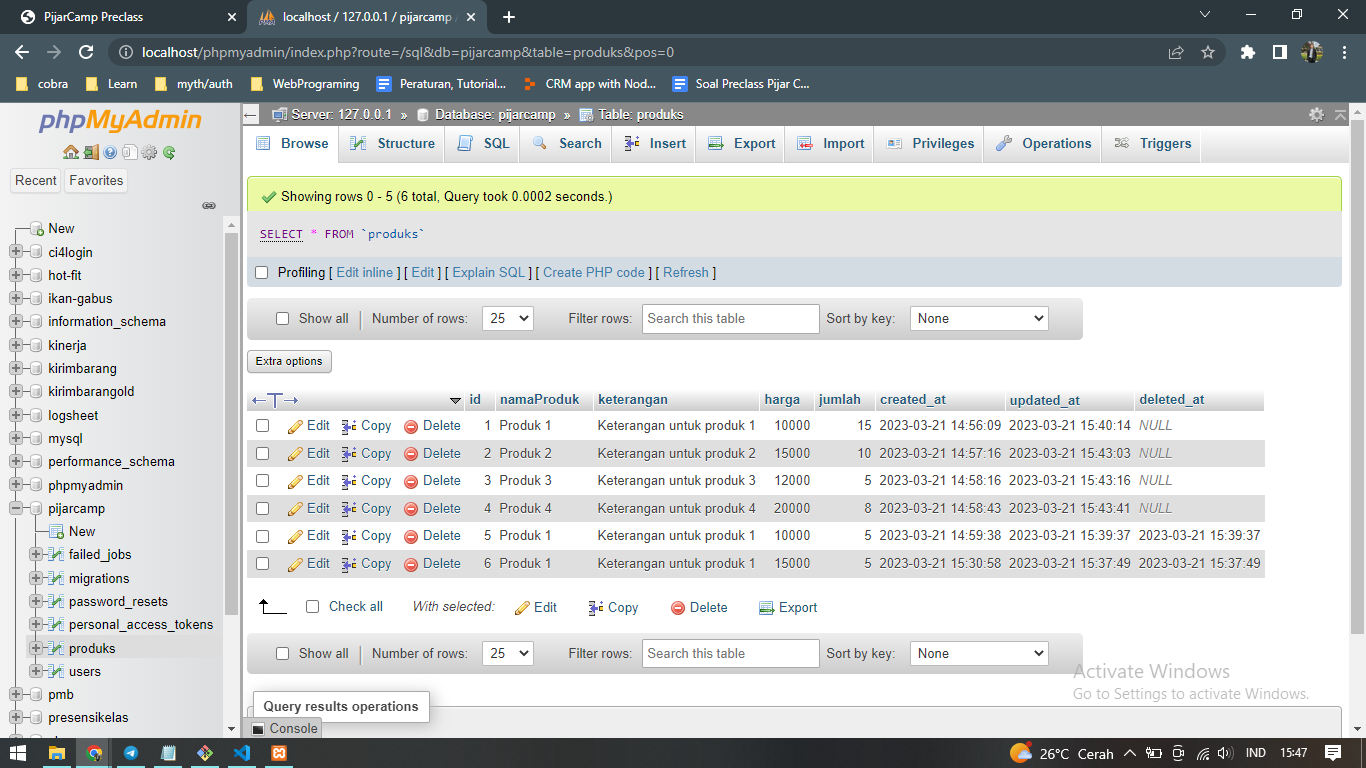 PijarCamp Preclass
localhost / 127.0.0.1 / pijarcamp
localhost/phpmyadmin/index.php?route=/sql&db=pijarcamp&table=produks&pos=0
cobra Learn myth/auth WebPrograming Peraturan, Tutorial... CRM app with Nod... Soal Preclass Pijar C...
phpMyAdmin
Recent Favorites
New
ci4login
hot-fit
ikan-gabus
information_schema
kinerja
kirimbarang
kirimbarangold
logsheet
mysql
performance_schema
phpmyadmin
pijarcamp
New
failed_jobs
migrations
password_resets
personal_access_tokens
produks
users
pmb
presensikelas
Server: 127.0.0.1 » Database: pijarcamp » Table: produks
Browse Structure SQL Search Insert Export Import Privileges Operations Triggers
Showing rows 0 - 5 (6 total, Query took 0.0002 seconds.)
SELECT * FROM `produks`
Profiling [ Edit inline ] [ Edit ] [ Explain SQL ] [ Create PHP code ] [ Refresh ]
Show all | Number of rows: 25 Filter rows: Search this table Sort by key: None
Extra options
←T→ id namaProduk keterangan harga jumlah created_at updated_at deleted_at
Edit Copy Delete 1 Produk 1 Keterangan untuk produk 1 10000 15 2023-03-21 14:56:09 2023-03-21 15:40:14 NULL
Edit Copy Delete 2 Produk 2 Keterangan untuk produk 2 15000 10 2023-03-21 14:57:16 2023-03-21 15:43:03 NULL
Edit Copy Delete 3 Produk 3 Keterangan untuk produk 3 12000 5 2023-03-21 14:58:16 2023-03-21 15:43:16 NULL
Edit Copy Delete 4 Produk 4 Keterangan untuk produk 4 20000 8 2023-03-21 14:58:43 2023-03-21 15:43:41 NULL
Edit Copy Delete 5 Produk 1 Keterangan untuk produk 1 10000 5 2023-03-21 14:59:38 2023-03-21 15:39:37 2023-03-21 15:39:37
Edit Copy Delete 6 Produk 1 Keterangan untuk produk 1 15000 5 2023-03-21 15:30:58 2023-03-21 15:37:49 2023-03-21 15:37:49
Check all With selected: Edit Copy Delete Export
Show all | Number of rows: 25 Filter rows: Search this table Sort by key: None
Activate Windows
Go to Settings to activate Windows.
Query results operations
Console
26°C Cerah IND 15:47